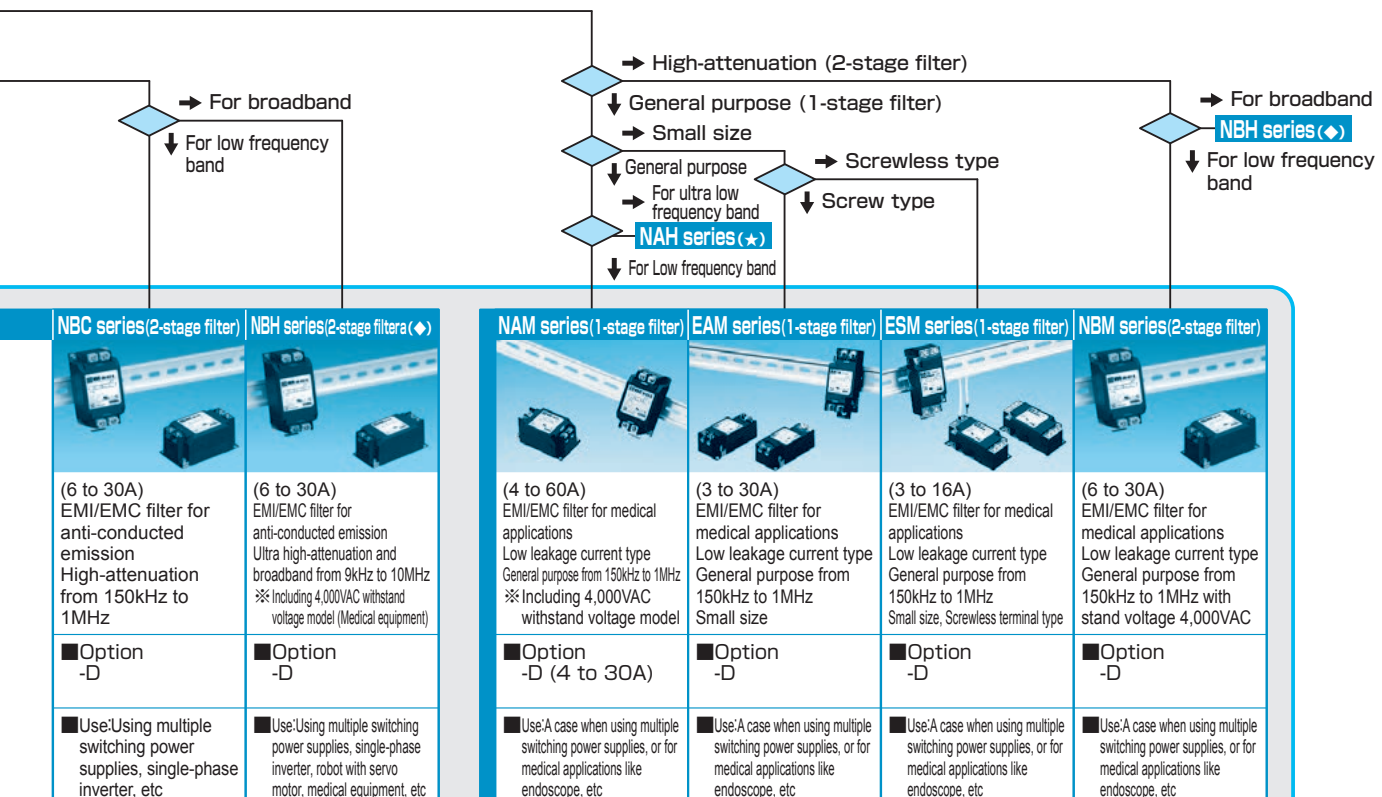 → High-attenuation (2-stage filter)
↓ General purpose (1-stage filter)
→ For broadband
↓ For low frequency
band
→ Small size
↓ General purpose
→ For ultra low
frequency band
NAH series(★)
↓ For Low frequency band
→ Screwless type
↓ Screw type
→ For broadband
NBH series(◆)
↓ For low frequency
band
NBC series(2-stage filter)
(6 to 30A)
EMI/EMC filter for
anti-conducted
emission
High-attenuation
from 150kHz to
1MHz
■Option
-D
■Use:Using multiple
switching power
supplies, single-phase
inverter, etc
NBH series(2-stage filtera(◆)
(6 to 30A)
EMI/EMC filter for
anti-conducted emission
Ultra high-attenuation and
broadband from 9kHz to 10MHz
※Including 4,000VAC withstand
voltage model (Medical equipment)
■Option
-D
■Use:Using multiple switching
power supplies, single-phase
inverter, robot with servo
motor, medical equipment, etc
NAM series(1-stage filter)
(4 to 60A)
EMI/EMC filter for medical
applications
Low leakage current type
General purpose from 150kHz to 1MHz
※Including 4,000VAC
withstand voltage model
■Option
-D (4 to 30A)
■Use:A case when using multiple
switching power supplies, or for
medical applications like
endoscope, etc
EAM series(1-stage filter)
(3 to 30A)
EMI/EMC filter for
medical applications
Low leakage current type
General purpose from
150kHz to 1MHz
Small size
■Option
-D
■Use:A case when using multiple
switching power supplies, or for
medical applications like
endoscope, etc
ESM series(1-stage filter)
(3 to 16A)
EMI/EMC filter for medical
applications
Low leakage current type
General purpose from
150kHz to 1MHz
Small size, Screwless terminal type
■Option
-D
■Use:A case when using multiple
switching power supplies, or for
medical applications like
endoscope, etc
NBM series(2-stage filter)
(6 to 30A)
EMI/EMC filter for
medical applications
Low leakage current type
General purpose from
150kHz to 1MHz with
stand voltage 4,000VAC
■Option
-D
■Use:A case when using multiple
switching power supplies, or for
medical applications like
endoscope, etc